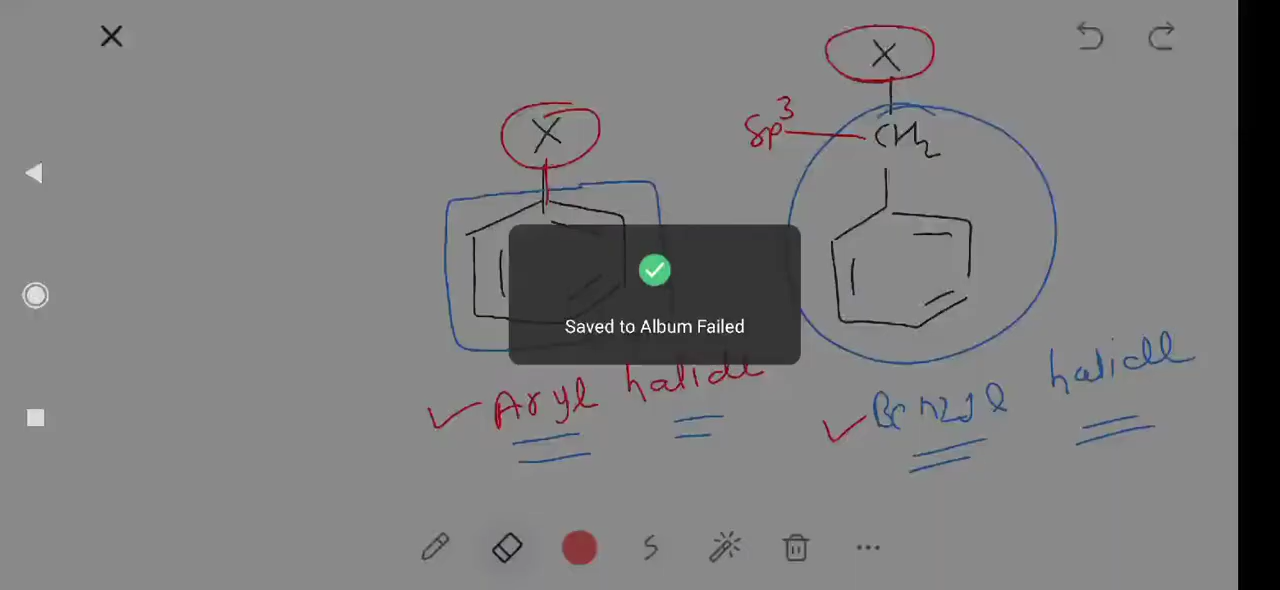 X
X
Sp³
CH₂
Saved to Album Failed
Aryl halide
Benzyl halide